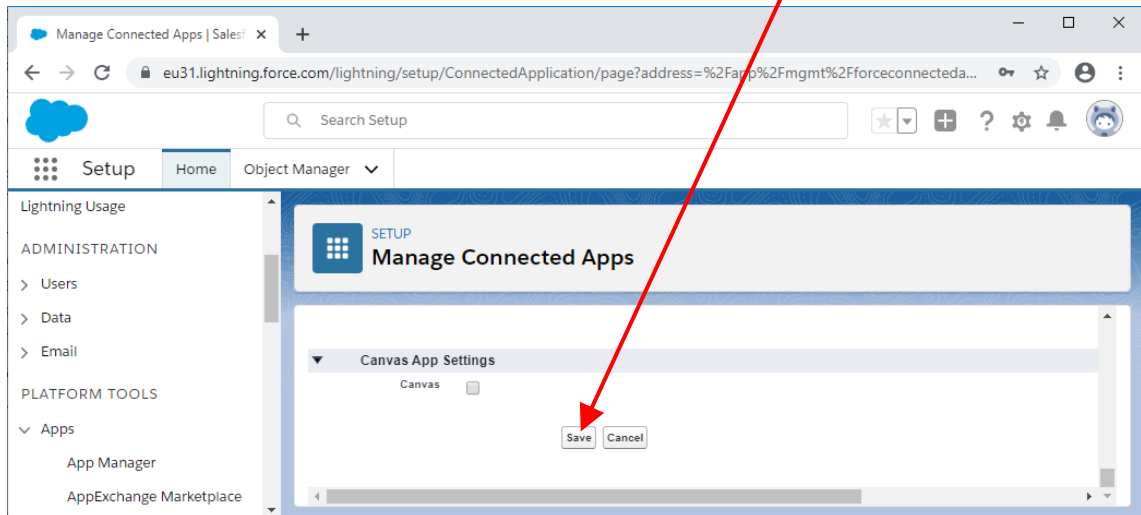 Manage Connected Apps | Salesf
eu31.lightning.force.com/lightning/setup/ConnectedApplication/page?address=%2Fapp%2Fmgmt%2Fforceconnecteda...
Search Setup
Setup Home Object Manager
Lightning Usage
ADMINISTRATION
Users
Data
Email
PLATFORM TOOLS
Apps
App Manager
AppExchange Marketplace
SETUP
Manage Connected Apps
Canvas App Settings
Canvas
Save Cancel